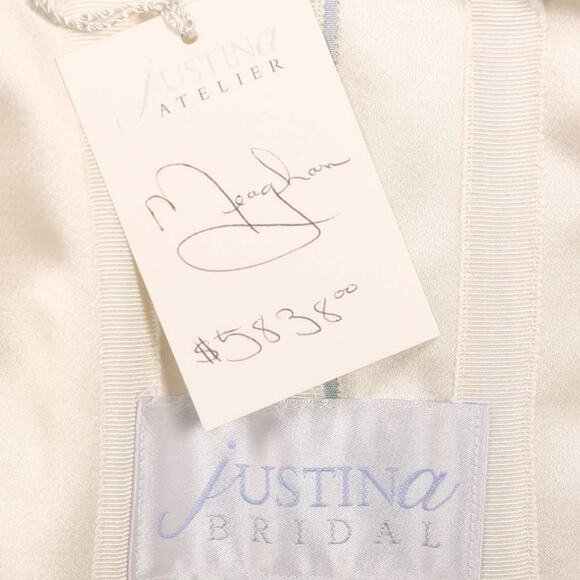 justina
ATELIER
Meaghan
$5838.00
justina
BRIDAL